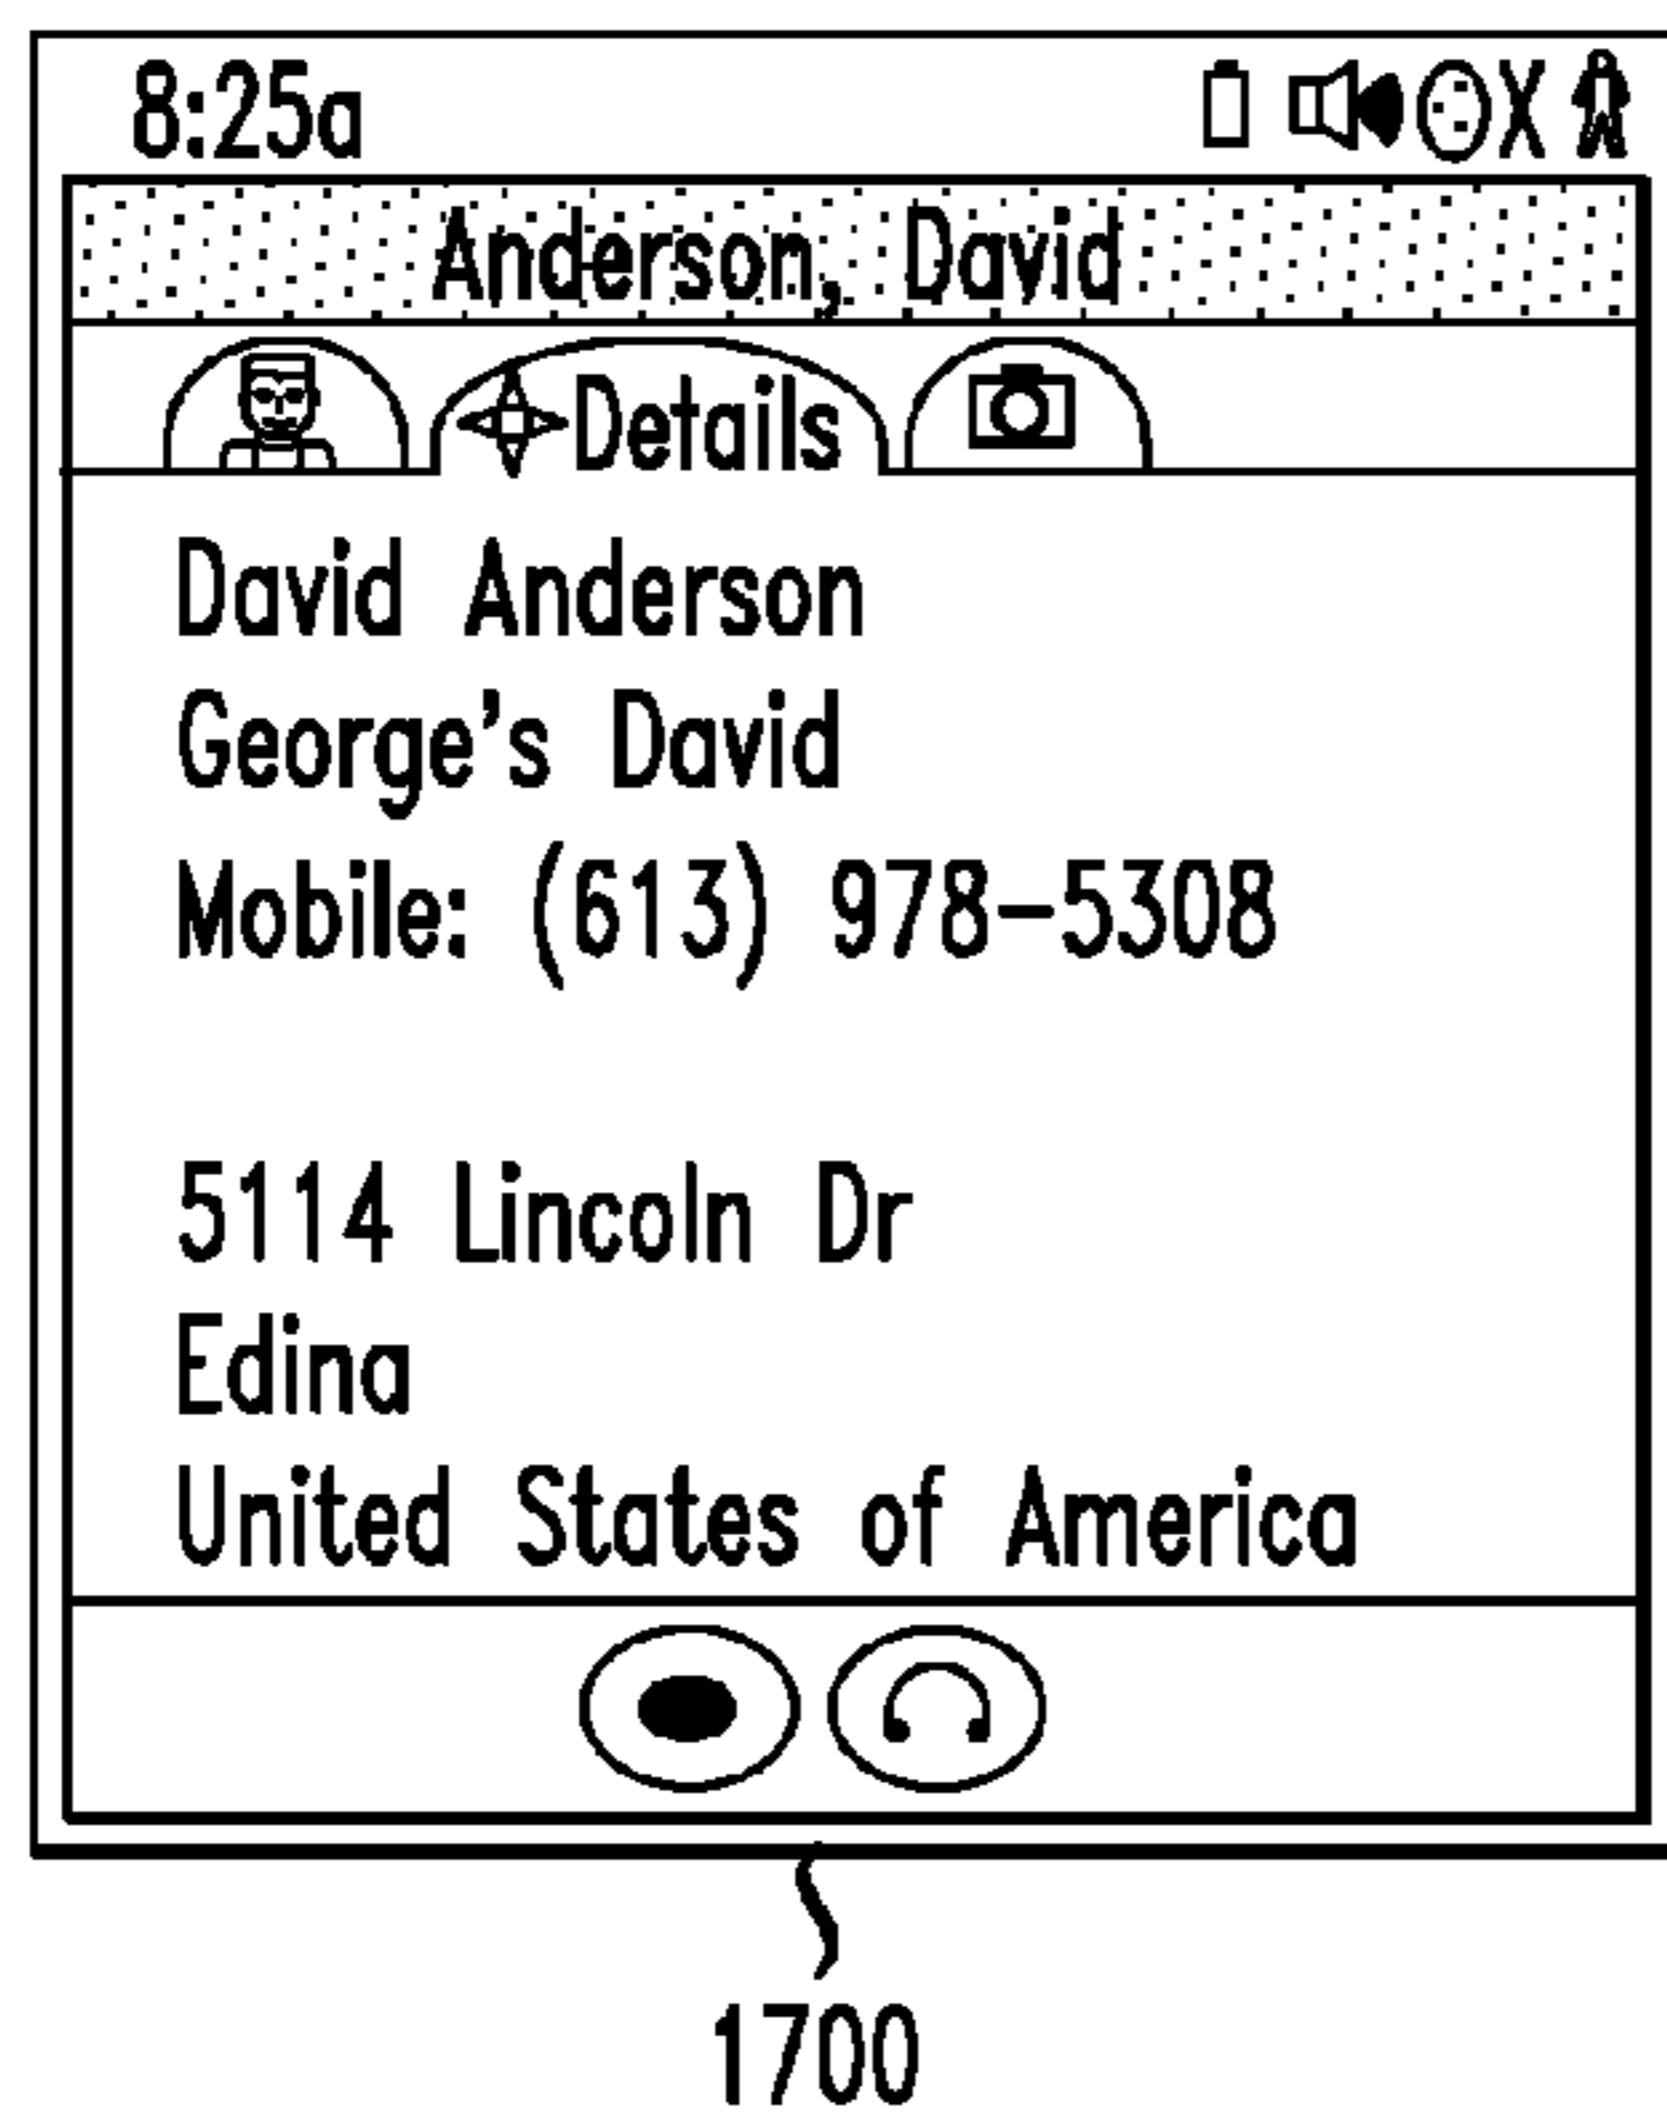 8:25a X
Anderson, David
Details
David Anderson
George's David
Mobile: (613) 978-5308
5114 Lincoln Dr
Edina
United States of America
1700